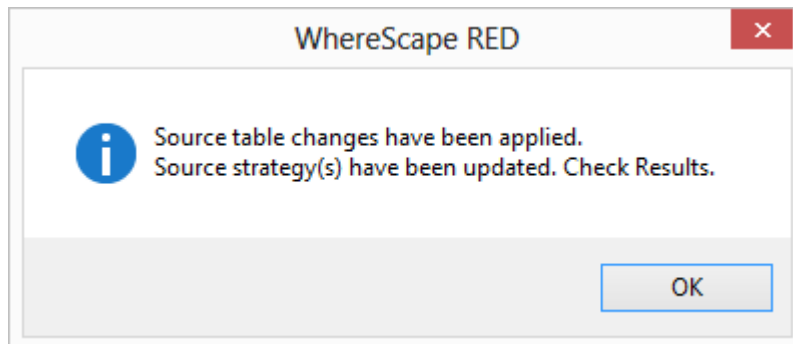 WhereScape RED
Source table changes have been applied.
Source strategy(s) have been updated. Check Results.
OK